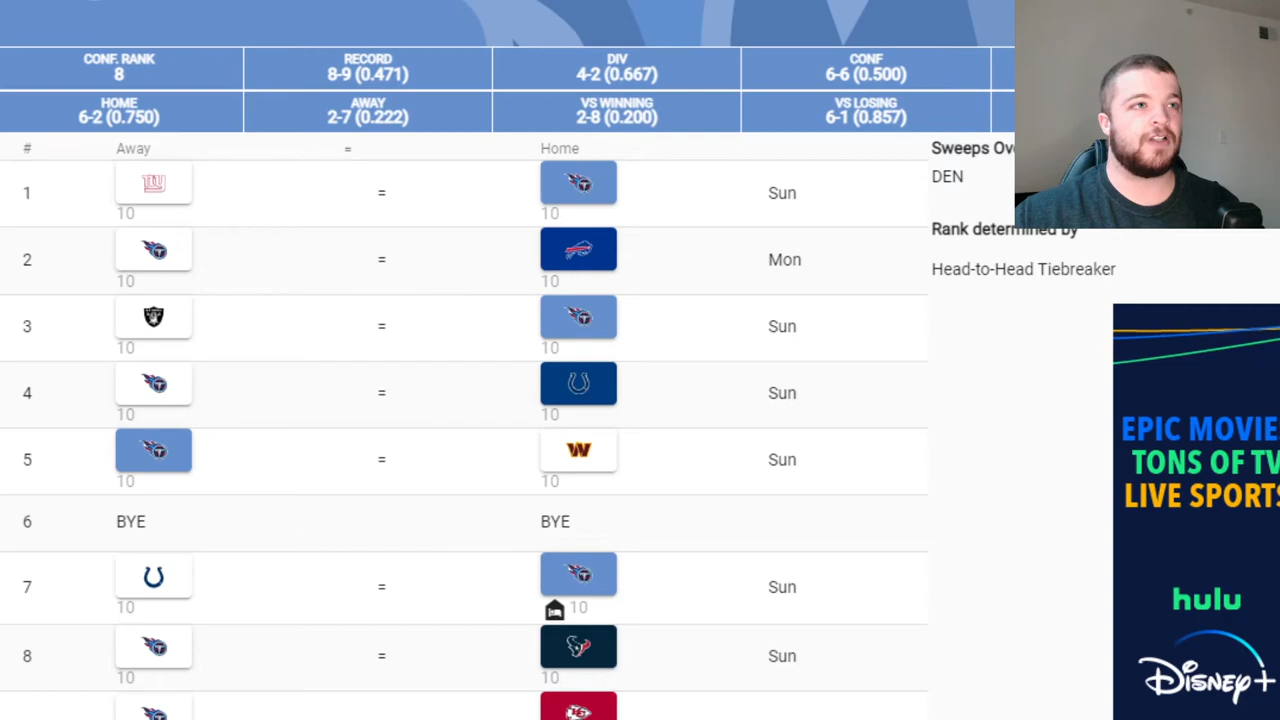 CONF. RANK RECORD DIV CONF
8 8-9 (0.471) 4-2 (0.667) 6-6 (0.500)
HOME AWAY VS WINNING VS LOSING
6-2 (0.750) 2-7 (0.222) 2-8 (0.200) 6-1 (0.857)
# Away = Home
1 = Sun
10 10
2 = Mon
10 10
3 = Sun
10 10
4 = Sun
10 10
5 W = Sun
10 10
6 BYE BYE
7 = Sun
10 10
8 = Sun
10 10
Sweeps Ov
DEN
Rank determined by
Head-to-Head Tiebreaker
EPIC MOVIE
TONS OF TV
LIVE SPORTS
hulu
Disney+